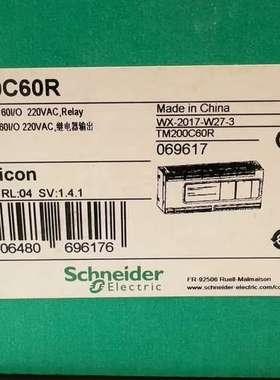 0C60R
60I/O 220VAC,Relay
60I/O 220VAC,继电器输出
Made in China
WX-2017-W27-3
TM200C60R
069617
icon
RL:04 SV:1.4.1
06480 696176
Schneider
Electric
FR-92506 Rueil-Malmaison
www.schneider-electric.com/co